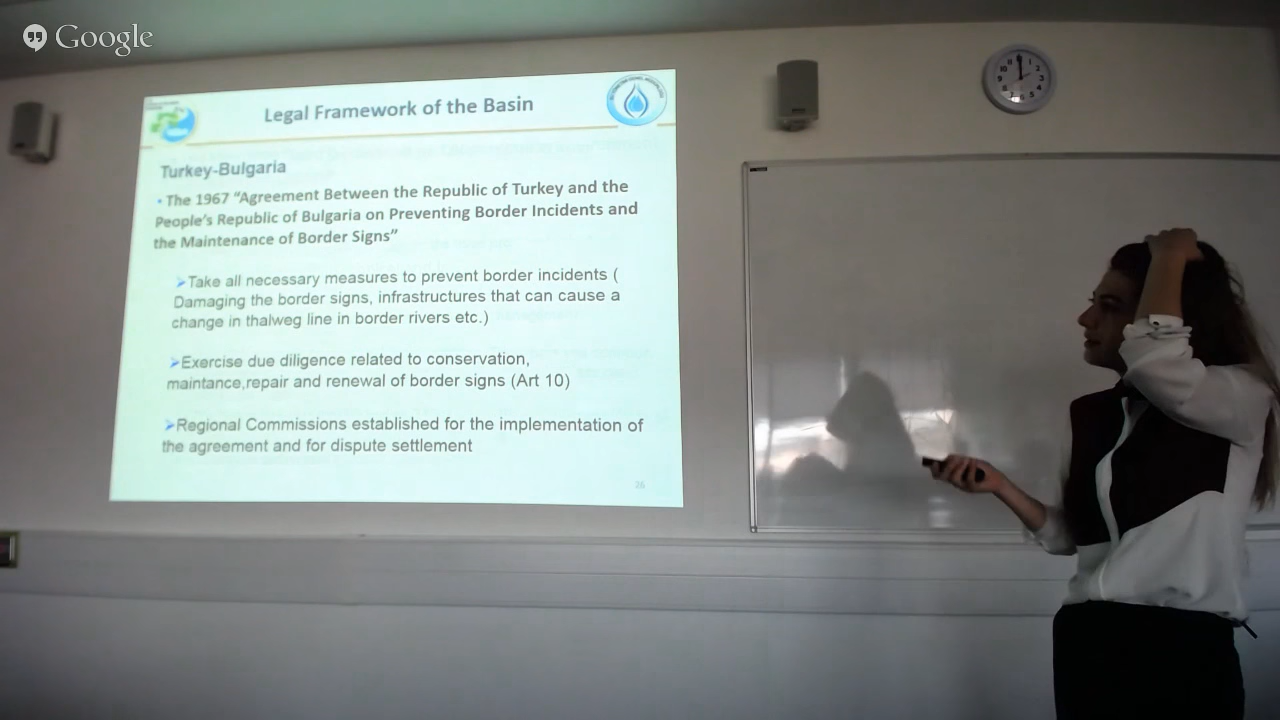 Google
Legal Framework of the Basin
Turkey-Bulgaria
• The 1967 “Agreement Between the Republic of Turkey and the
People’s Republic of Bulgaria on Preventing Border Incidents and
the Maintenance of Border Signs”
➢Take all necessary measures to prevent border incidents (
Damaging the border signs, infrastructures that can cause a
change in thalweg line in border rivers etc.)
➢Exercise due diligence related to conservation,
maintance,repair and renewal of border signs (Art 10)
➢Regional Commissions established for the implementation of
the agreement and for dispute settlement
26